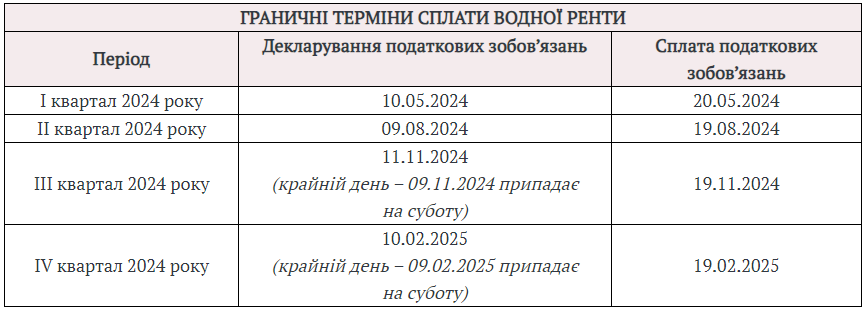 ГРАНИЧНІ ТЕРМІНИ СПЛАТИ ВОДНОЇ РЕНТИ
Період
Декларування податкових зобов’язань
Сплата податкових
зобов’язань
I квартал 2024 року
10.05.2024
20.05.2024
II квартал 2024 року
09.08.2024
19.08.2024
III квартал 2024 року
11.11.2024
(крайній день – 09.11.2024 припадає
на суботу)
19.11.2024
IV квартал 2024 року
10.02.2025
(крайній день – 09.02.2025 припадає
на суботу)
19.02.2025